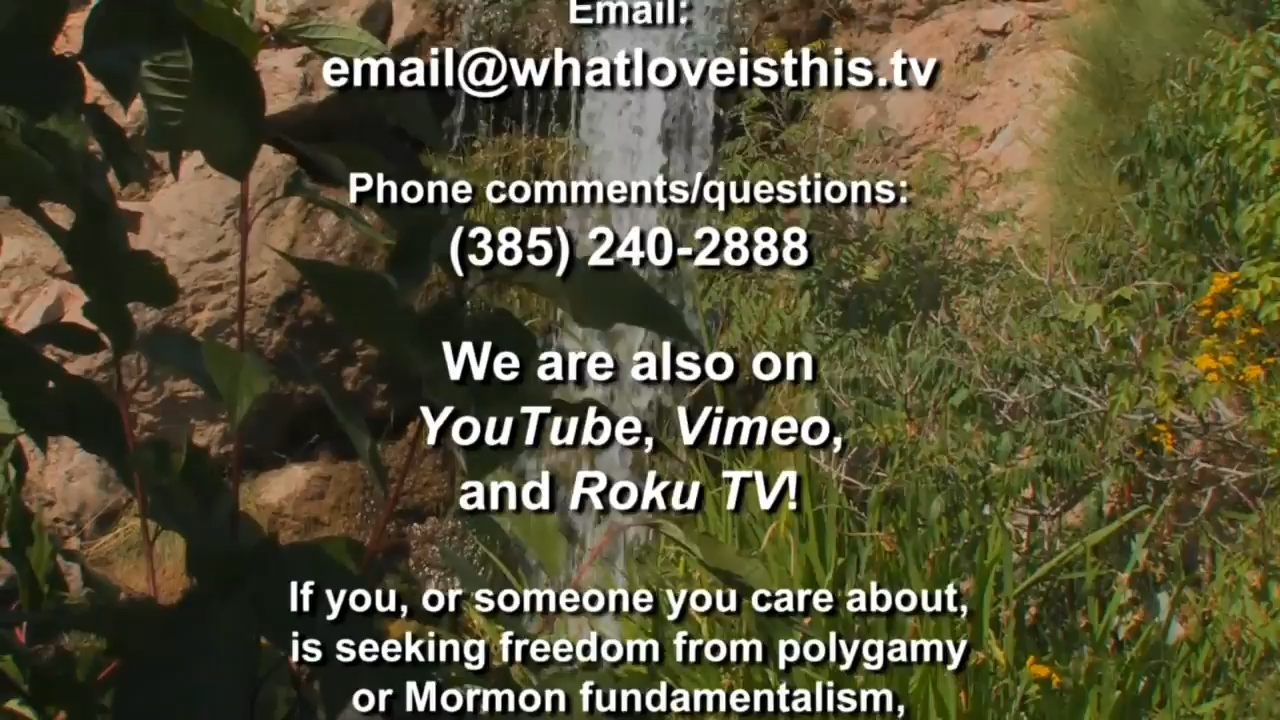 Email:
email@whatloveisthis.tv
Phone comments/questions:
(385) 240-2888
We are also on
YouTube, Vimeo,
and Roku TV!
If you, or someone you care about,
is seeking freedom from polygamy
or Mormon fundamentalism,